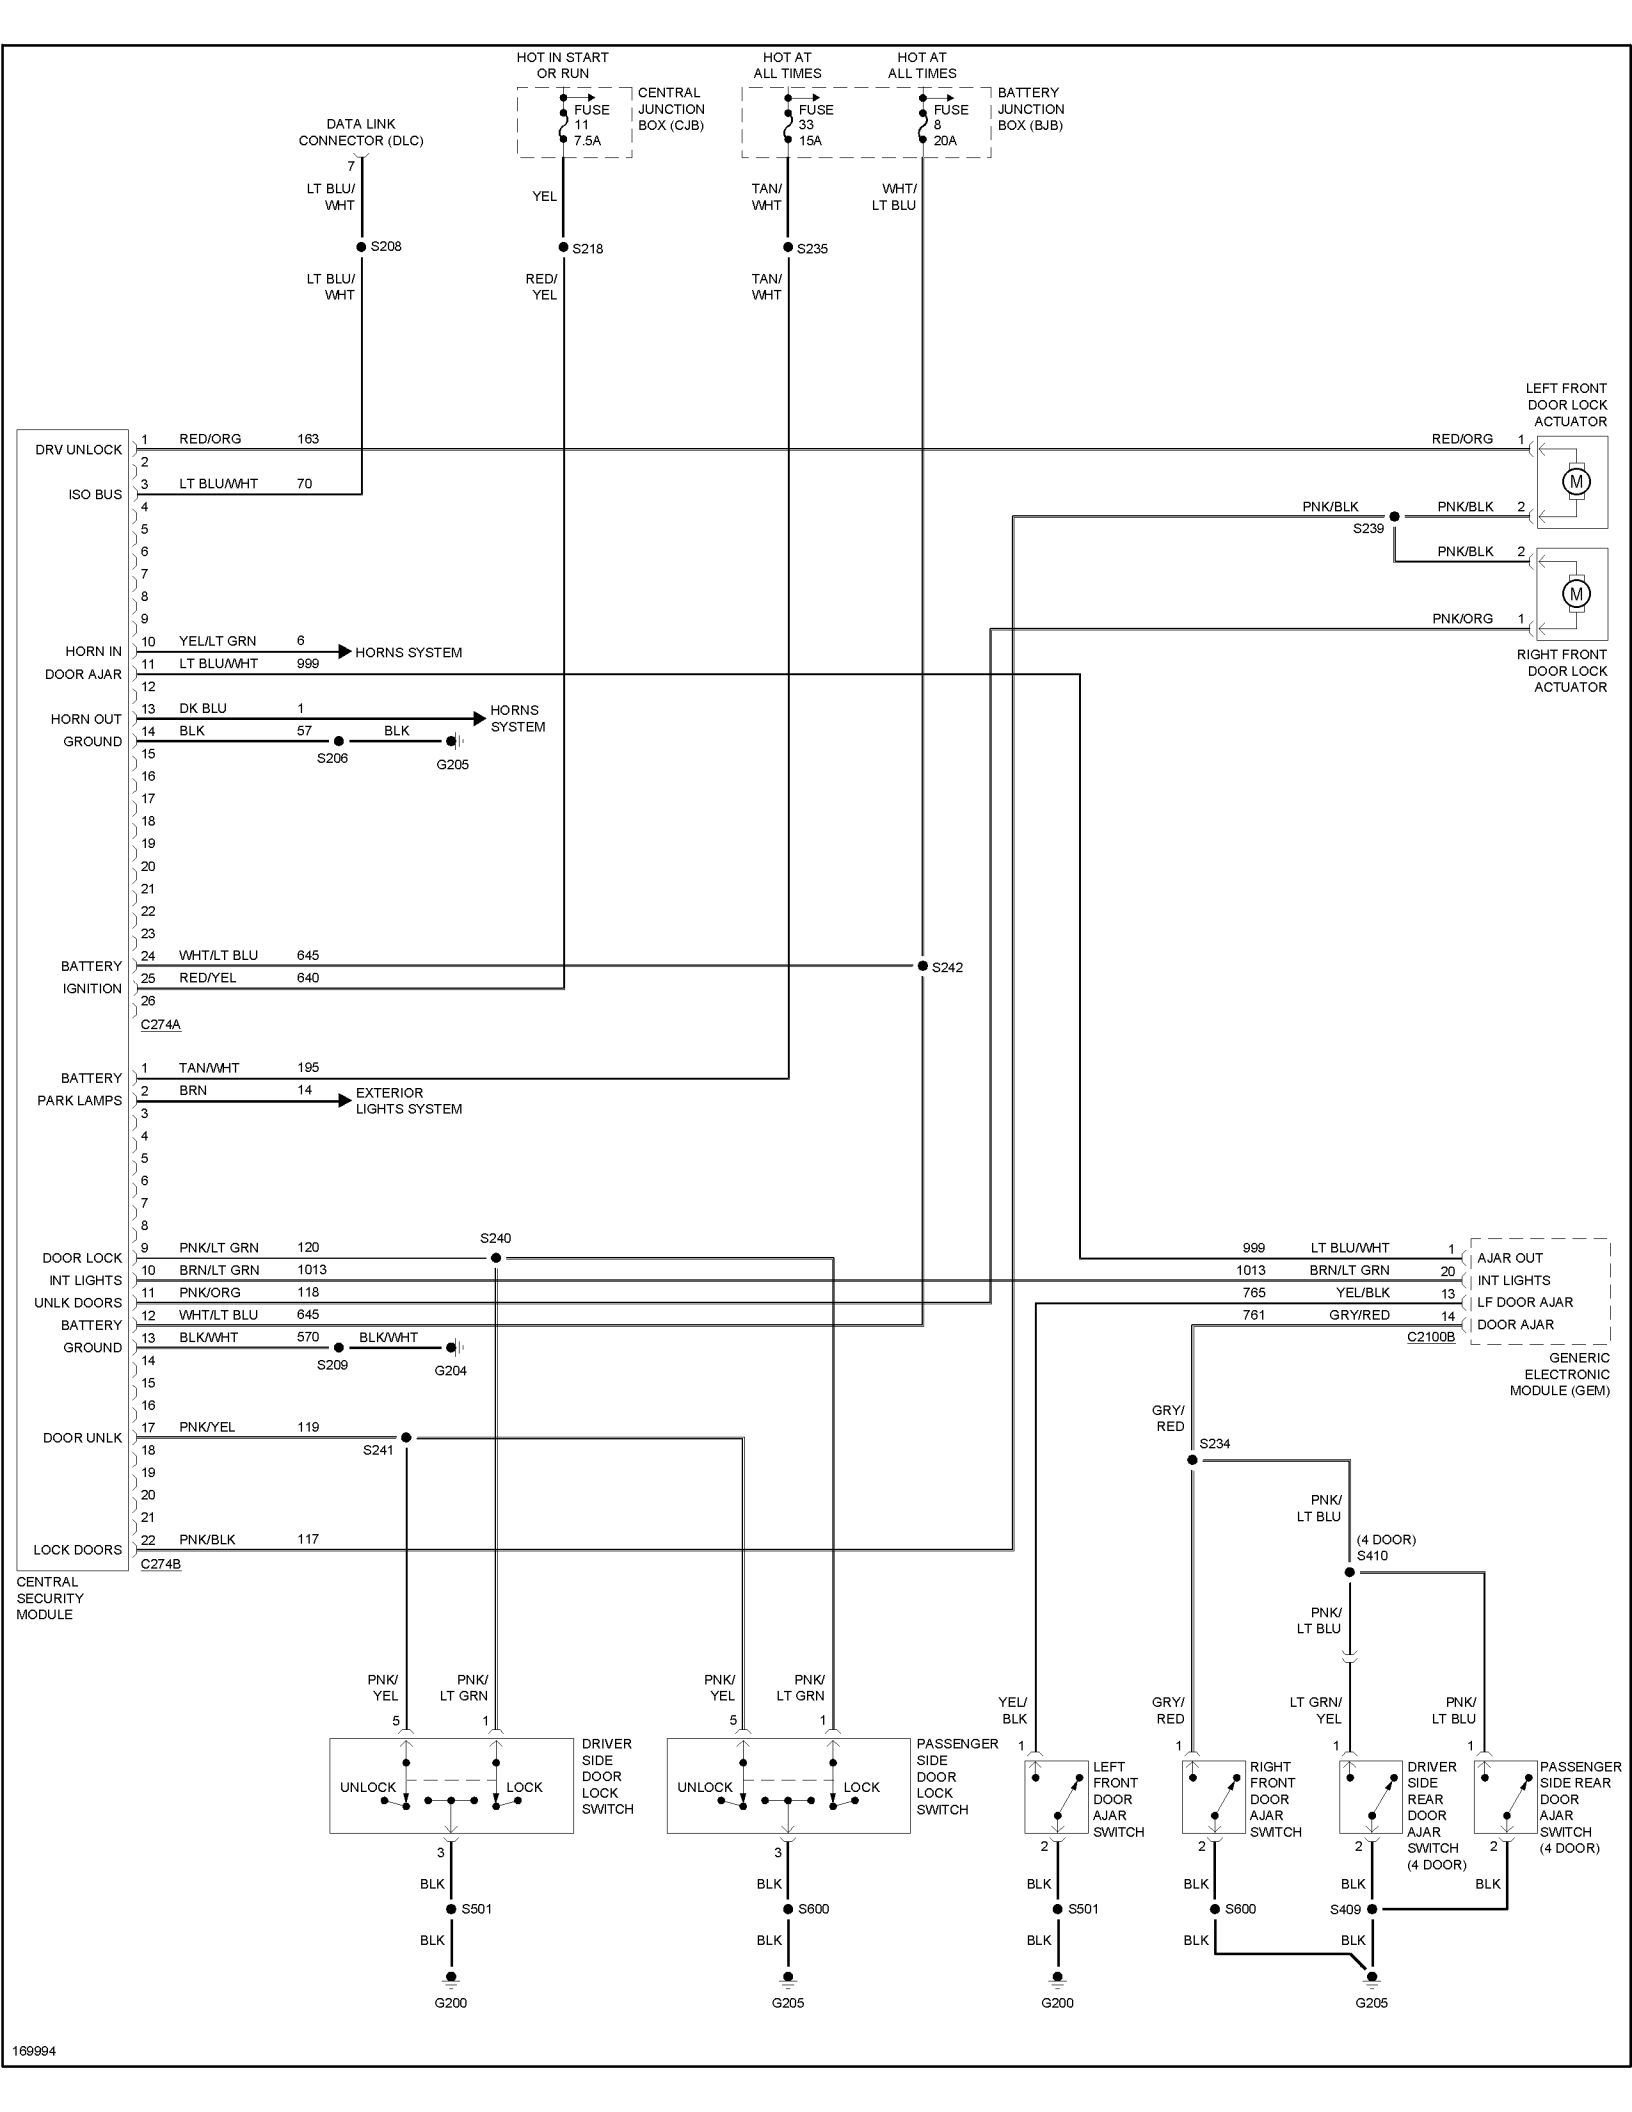 HOT IN START
OR RUN
HOT AT
ALL TIMES
HOT AT
ALL TIMES
FUSE
11
7.5A
CENTRAL
JUNCTION
BOX (CJB)
FUSE
33
15A
FUSE
8
20A
BATTERY
JUNCTION
BOX (BJB)
DATA LINK
CONNECTOR (DLC)
7
LT BLU/
WHT
YEL
TAN/
WHT
WHT/
LT BLU
S208
S218
S235
LT BLU/
WHT
RED/
YEL
TAN/
WHT
LEFT FRONT
DOOR LOCK
ACTUATOR
DRV UNLOCK 1 RED/ORG 163
RED/ORG 1
2
ISO BUS 3 LT BLU/WHT 70
M
4
PNK/BLK
S239
PNK/BLK 2
5
6
PNK/BLK 2
7
8
M
9
PNK/ORG 1
HORN IN 10 YEL/LT GRN 6 HORNS SYSTEM
RIGHT FRONT
DOOR LOCK
ACTUATOR
DOOR AJAR 11 LT BLU/WHT 999
12
HORN OUT 13 DK BLU 1
HORNS
SYSTEM
GROUND 14 BLK 57
S206
BLK
G205
15
16
17
18
19
20
21
22
23
BATTERY 24 WHT/LT BLU 645
S242
IGNITION 25 RED/YEL 640
26
C274A
BATTERY 1 TAN/WHT 195
PARK LAMPS 2 BRN 14
EXTERIOR
LIGHTS SYSTEM
3
4
5
6
7
8
DOOR LOCK 9 PNK/LT GRN 120
S240
999 LT BLU/WHT 1 AJAR OUT
INT LIGHTS 10 BRN/LT GRN 1013
1013 BRN/LT GRN 20 INT LIGHTS
UNLK DOORS 11 PNK/ORG 118
765 YEL/BLK 13 LF DOOR AJAR
BATTERY 12 WHT/LT BLU 645
761 GRY/RED 14 DOOR AJAR
C2100B
GENERIC
ELECTRONIC
MODULE (GEM)
GROUND 13 BLK/WHT 570
S209
BLK/WHT
G204
14
15
16
DOOR UNLK 17 PNK/YEL 119
S241
18
19
20
21
LOCK DOORS 22 PNK/BLK 117
C274B
CENTRAL
SECURITY
MODULE
GRY/
RED
S234
PNK/
LT BLU
(4 DOOR)
S410
PNK/
LT BLU
PNK/
YEL
5
PNK/
LT GRN
1
PNK/
YEL
5
PNK/
LT GRN
1
YEL/
BLK
1
GRY/
RED
1
LT GRN/
YEL
1
PNK/
LT BLU
1
UNLOCK
LOCK
DRIVER
SIDE
DOOR
LOCK
SWITCH
UNLOCK
LOCK
PASSENGER
SIDE
DOOR
LOCK
SWITCH
LEFT
FRONT
DOOR
AJAR
SWITCH
RIGHT
FRONT
DOOR
AJAR
SWITCH
DRIVER
SIDE
REAR
DOOR
AJAR
SWITCH
(4 DOOR)
PASSENGER
SIDE REAR
DOOR
AJAR
SWITCH
(4 DOOR)
3
3
2
2
2
2
BLK
BLK
BLK
BLK
BLK
BLK
S501
S600
S501
S600
S409
BLK
BLK
BLK
BLK
BLK
G200
G205
G200
G205
169994